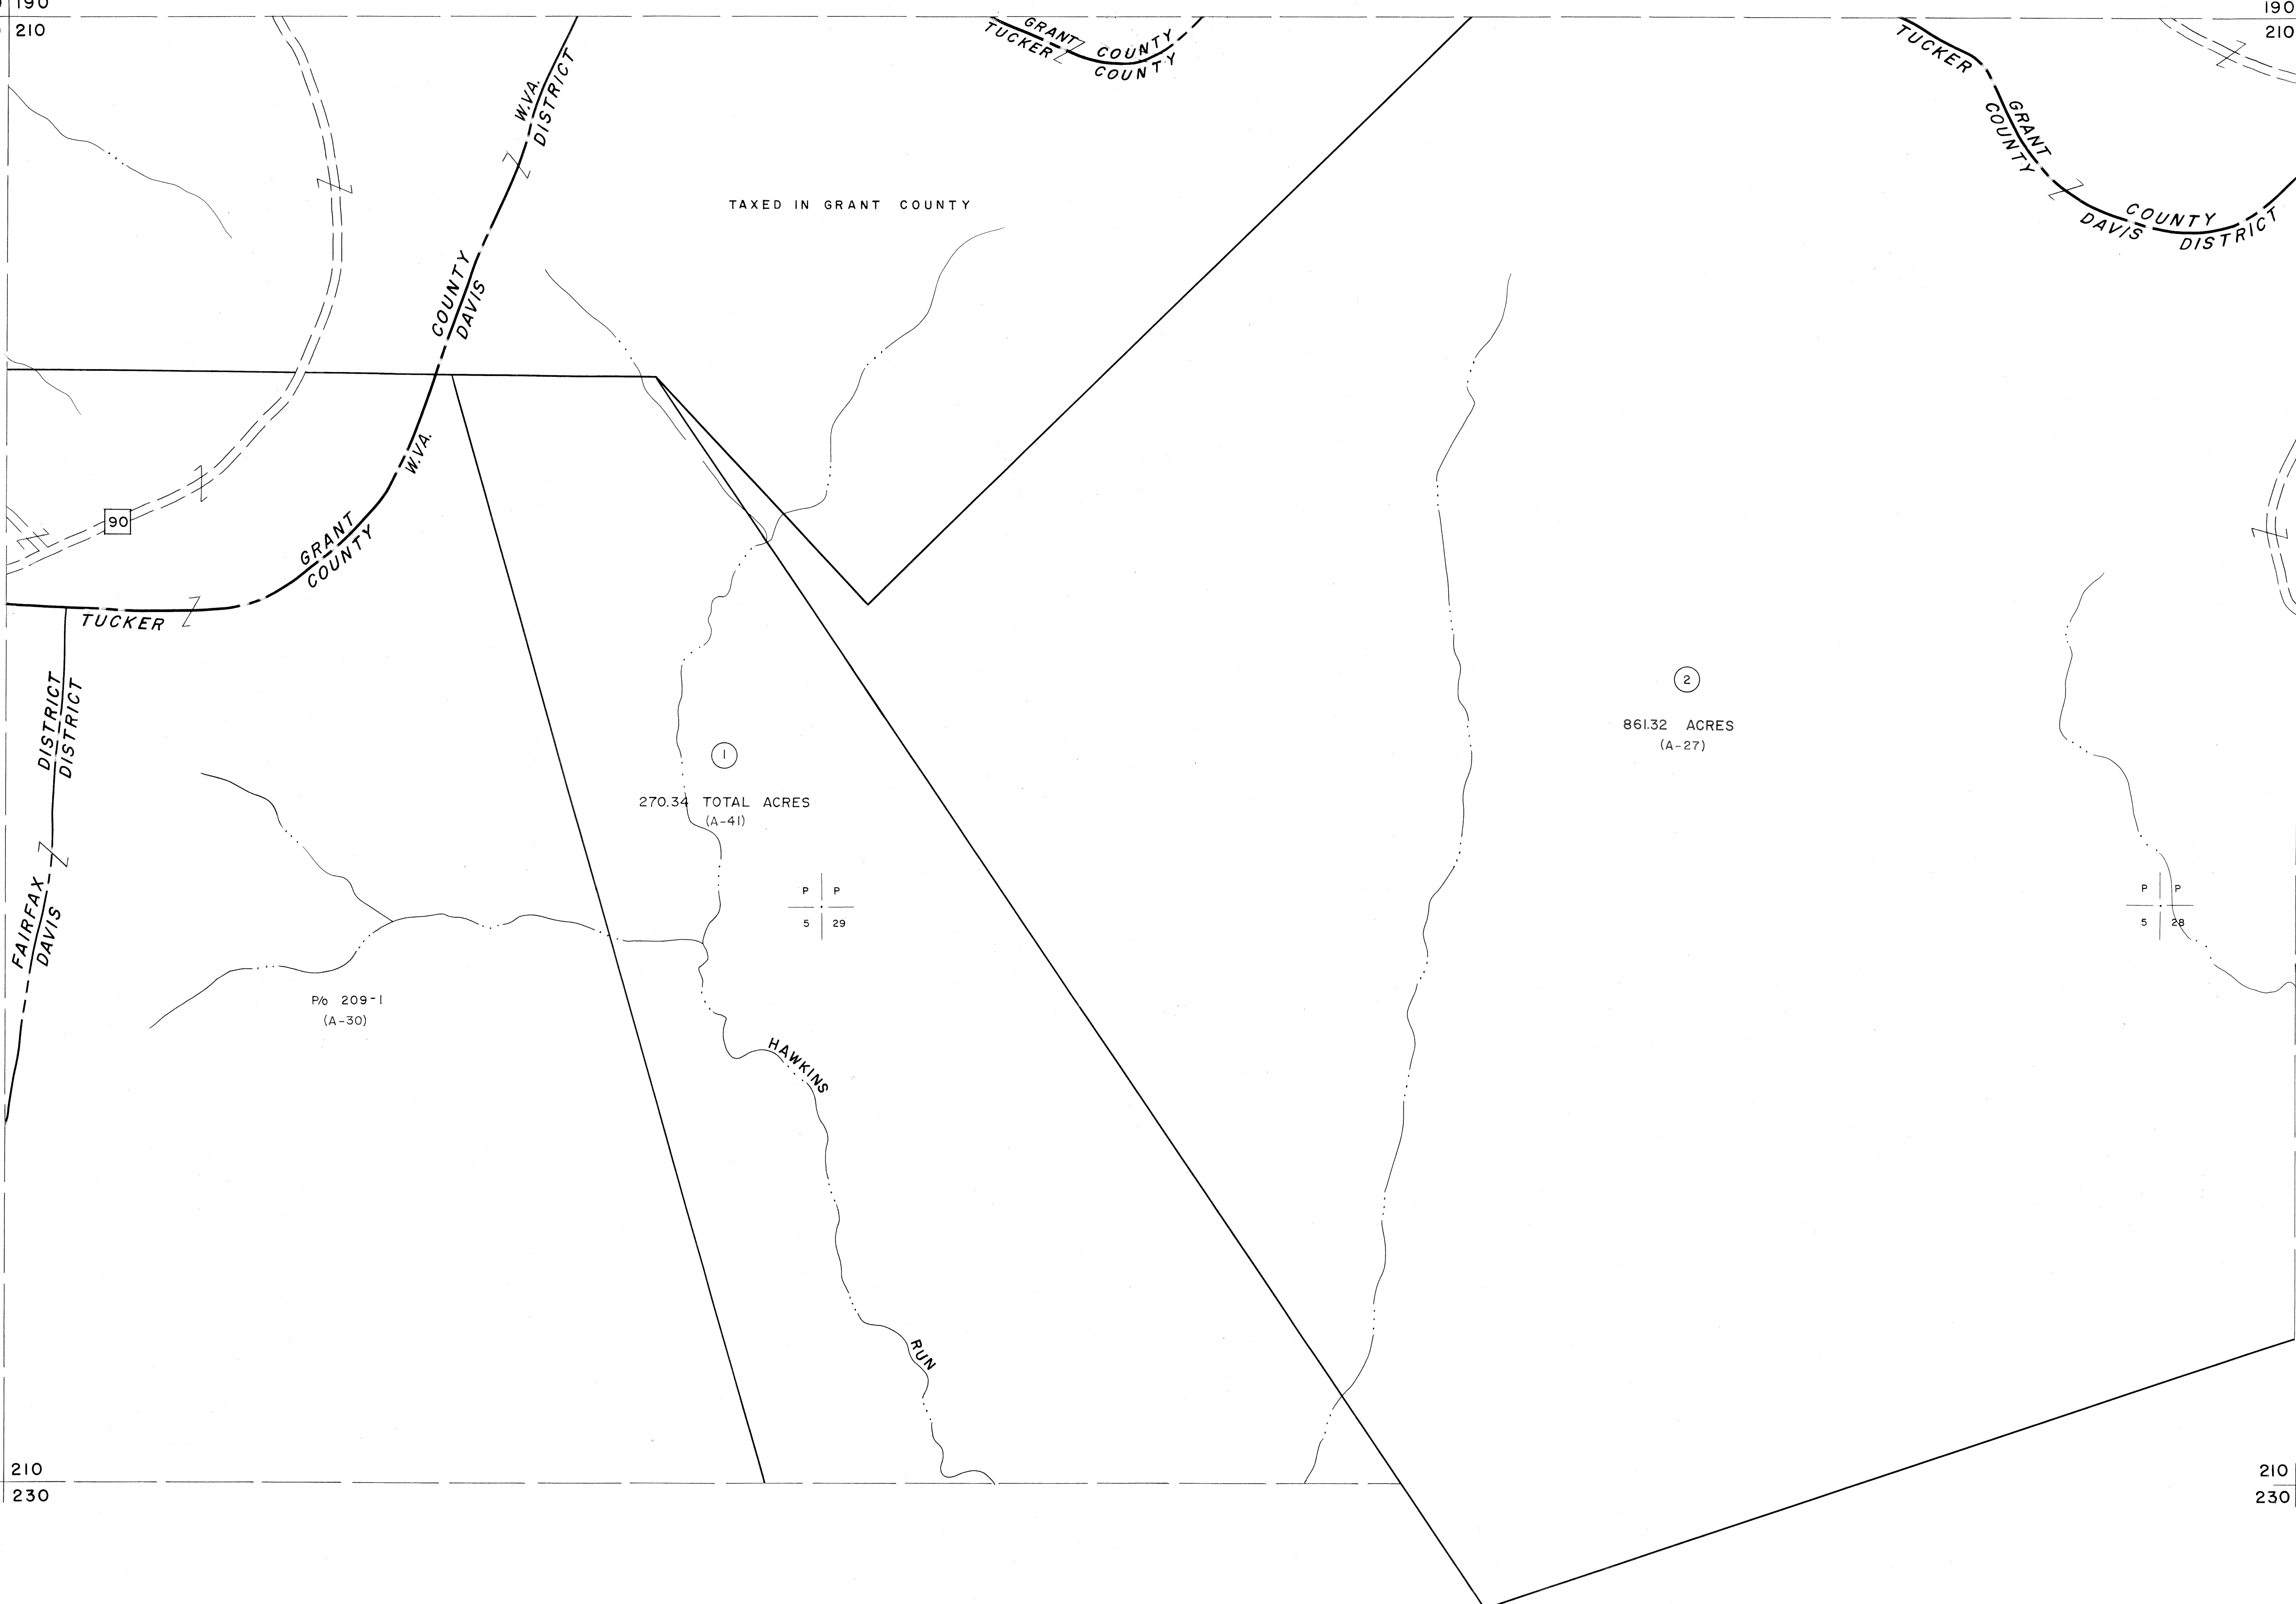 190
210
190
210
W.VA.
DISTRICT
GRANT COUNTY
TUCKER COUNTY
TUCKER
GRANT
COUNTY
COUNTY
DAVIS DISTRICT
TAXED IN GRANT COUNTY
COUNTY
DAVIS
W.VA.
90
GRANT
COUNTY
TUCKER
DISTRICT
DISTRICT
2
861.32 ACRES
(A-27)
1
270.34 TOTAL ACRES
(A-41)
FAIRFAX
DAVIS
P P
5 29
P P
5 28
P/o 209-1
(A-30)
HAWKINS
RUN
210
230
210
230